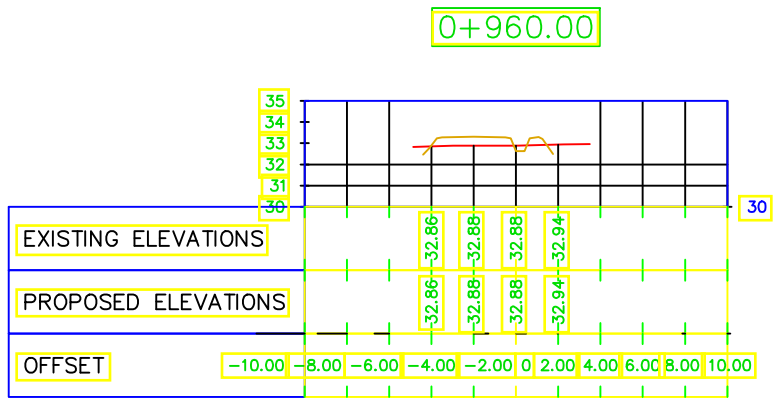 0+960.00
35
34
33
32
31
30
30
EXISTING ELEVATIONS -32.86 -32.88 32.88 -32.94
PROPOSED ELEVATIONS -32.86 -32.88 32.88 -32.94
OFFSET -10.00 -8.00 -6.00 -4.00 -2.00 0 2.00 4.00 6.00 8.00 10.00